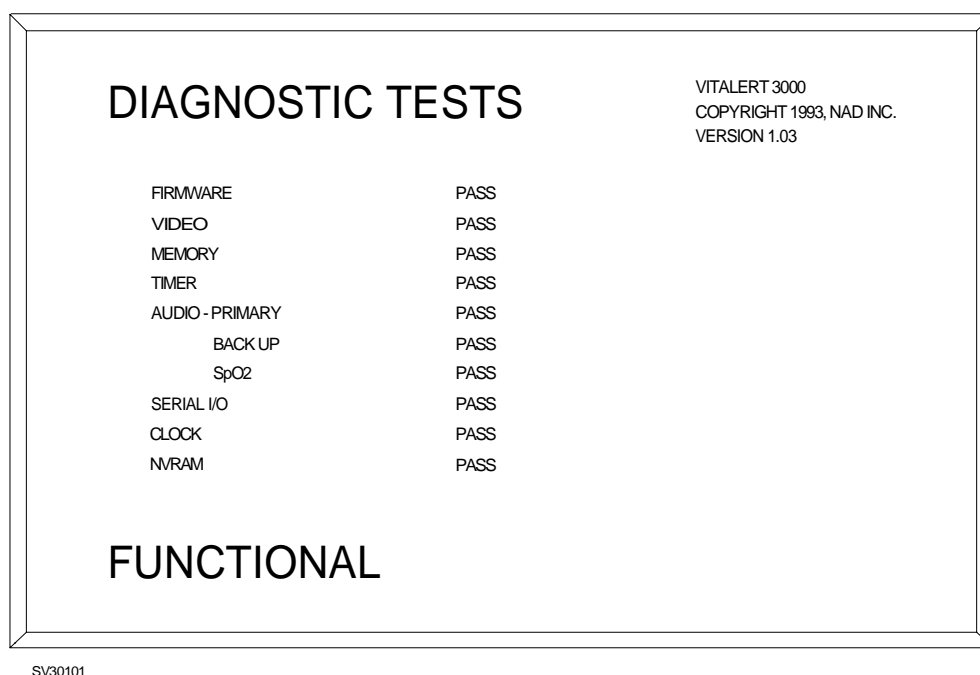 DIAGNOSTIC TESTS
VITALERT 3000
COPYRIGHT 1993, NAD INC.
VERSION 1.03
FIRMWARE PASS
VIDEO PASS
MEMORY PASS
TIMER PASS
AUDIO - PRIMARY PASS
BACK UP PASS
SpO2 PASS
SERIAL I/O PASS
CLOCK PASS
NVRAM PASS
FUNCTIONAL
SV30101